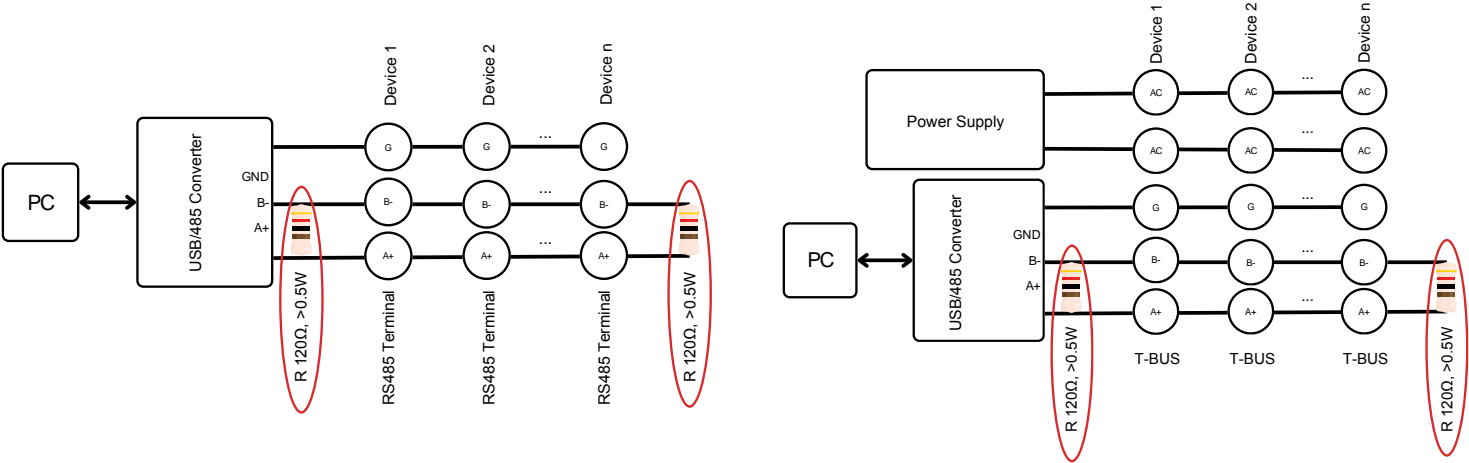 Device 1
Device 2
Device n
PC
USB/485 Converter
GND
B-
A+
G
G
...
G
B-
B-
...
B-
A+
A+
...
A+
R 120Ω, >0.5W
RS485 Terminal
RS485 Terminal
RS485 Terminal
R 120Ω, >0.5W
Device 1
Device 2
Device n
Power Supply
AC
AC
...
AC
AC
AC
...
AC
PC
USB/485 Converter
GND
B-
A+
G
G
...
G
B-
B-
...
B-
A+
A+
...
A+
R 120Ω, >0.5W
T-BUS
T-BUS
T-BUS
R 120Ω, >0.5W